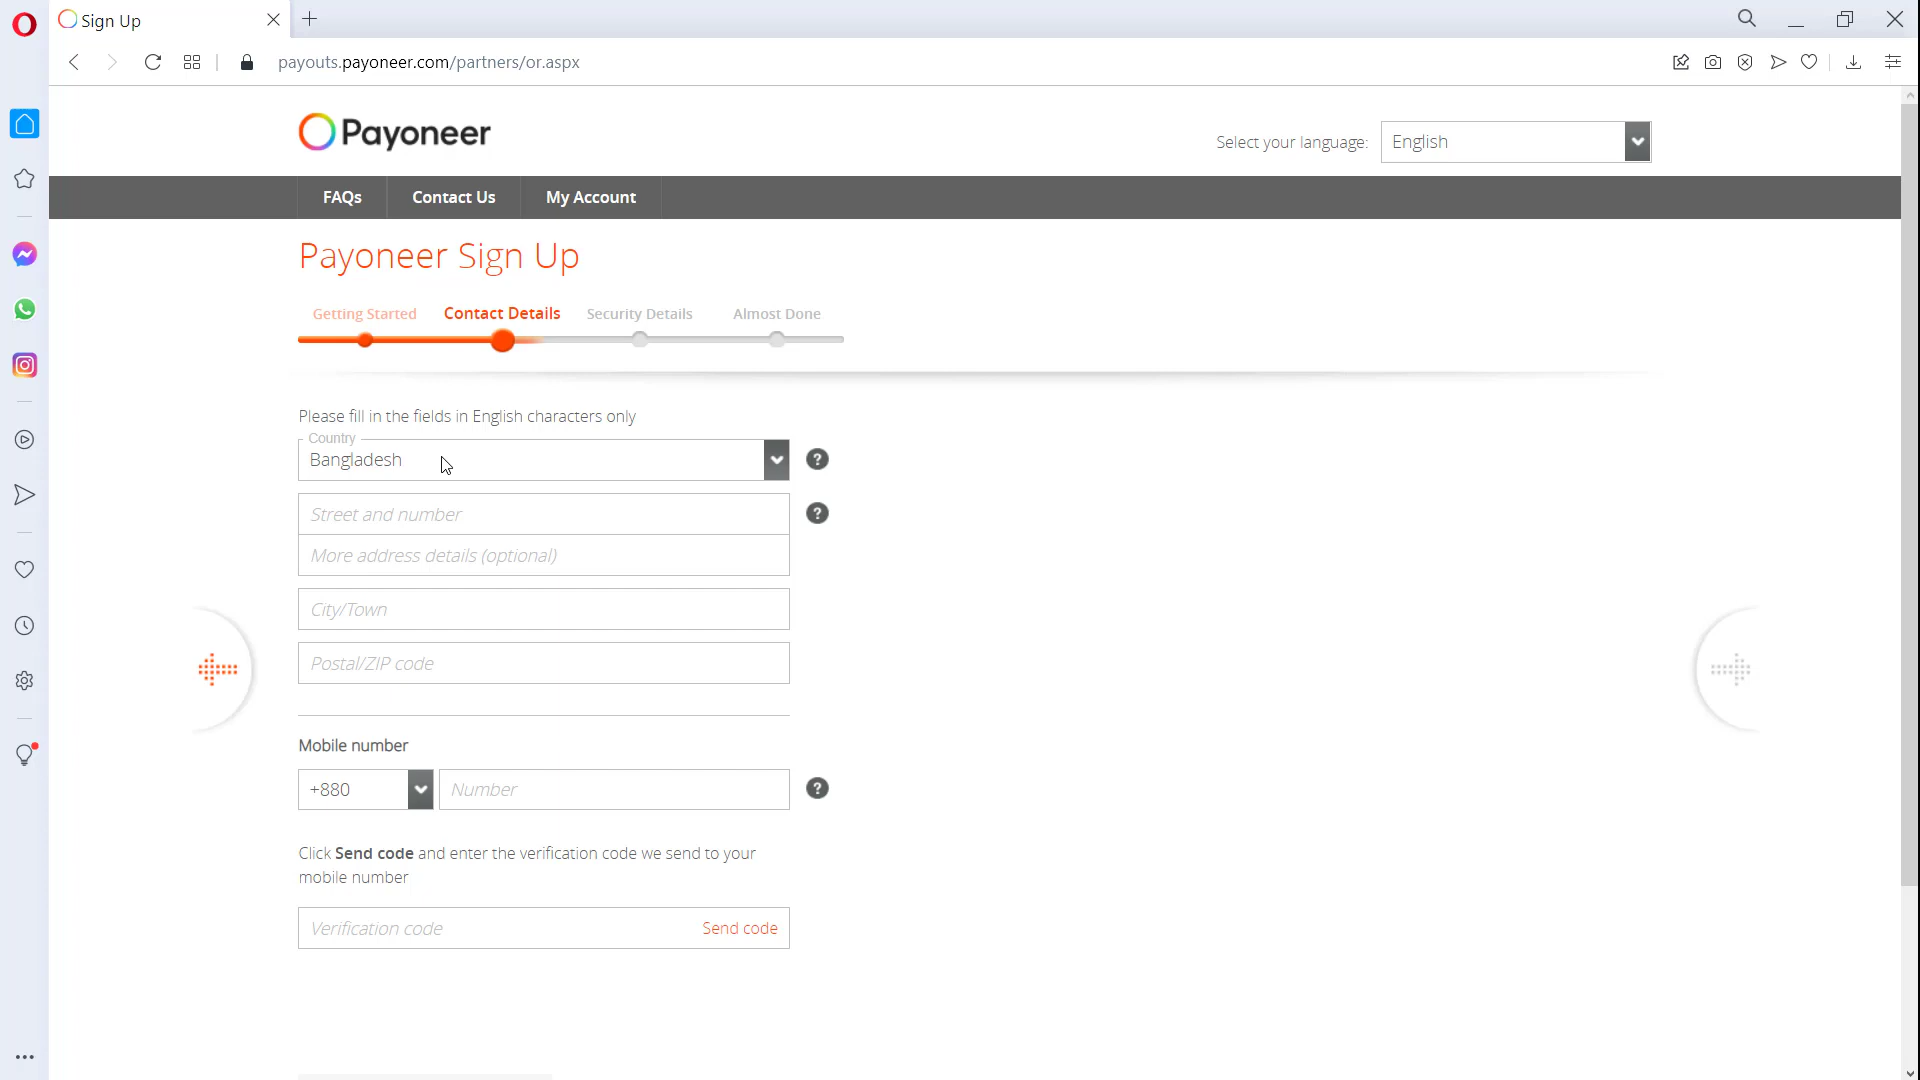 Sign Up
payouts.payoneer.com/partners/or.aspx
Payoneer
Select your language: English
FAQs Contact Us My Account
Payoneer Sign Up
Getting Started Contact Details Security Details Almost Done
Please fill in the fields in English characters only
Country
Bangladesh
?
Street and number
?
More address details (optional)
City/Town
Postal/ZIP code
Mobile number
+880 Number
?
Click Send code and enter the verification code we send to your
mobile number
Verification code Send code